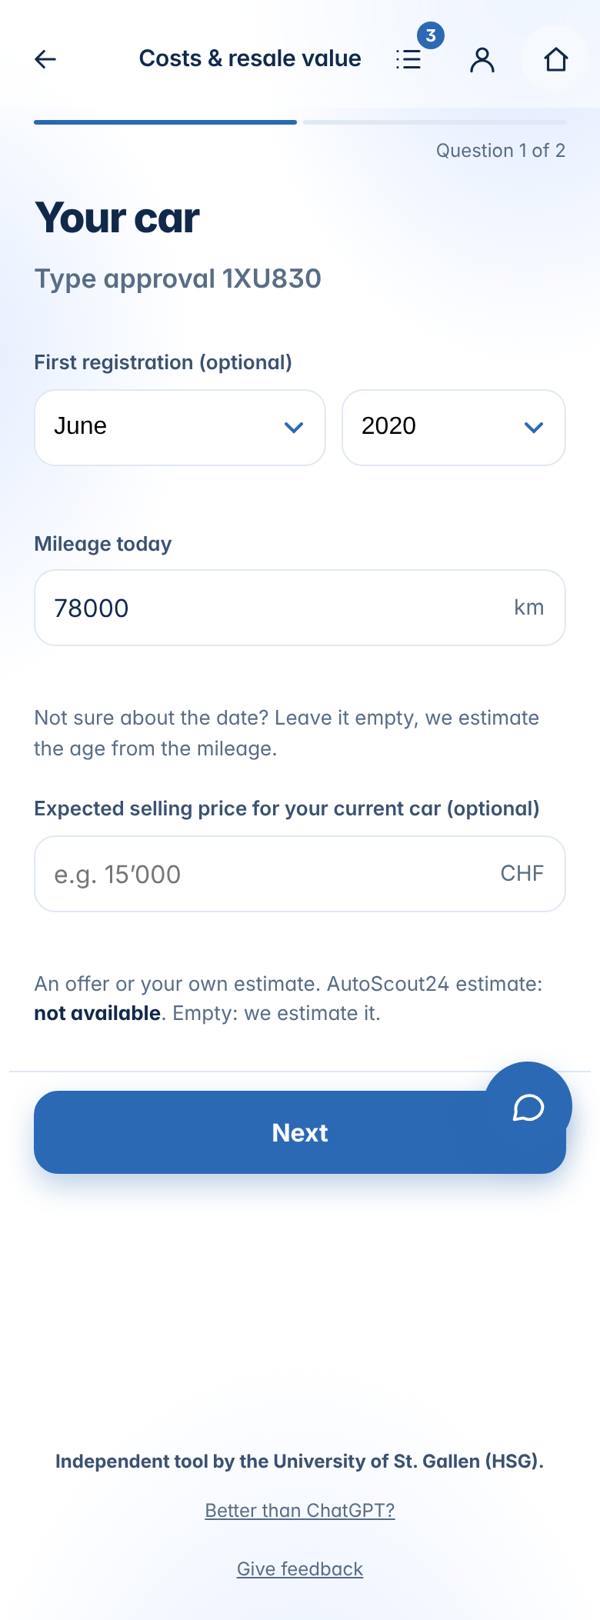 Costs & resale value
3
Question 1 of 2
Your car
Type approval 1XU830
First registration (optional)
June
2020
Mileage today
78000
km
Not sure about the date? Leave it empty, we estimate
the age from the mileage.
Expected selling price for your current car (optional)
e.g. 15’000
CHF
An offer or your own estimate. AutoScout24 estimate:
not available. Empty: we estimate it.
Next
Independent tool by the University of St. Gallen (HSG).
Better than ChatGPT?
Give feedback